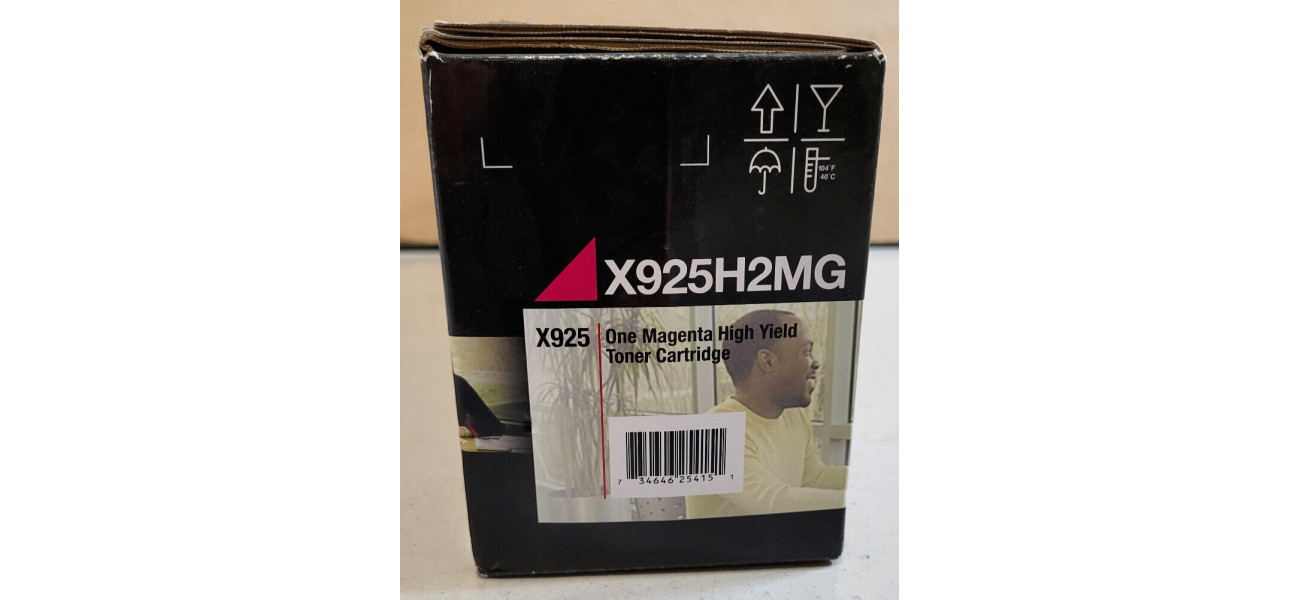 104°F
40°C
X925H2MG
X925
One Magenta High Yield
Toner Cartridge
7 34646 25415 1